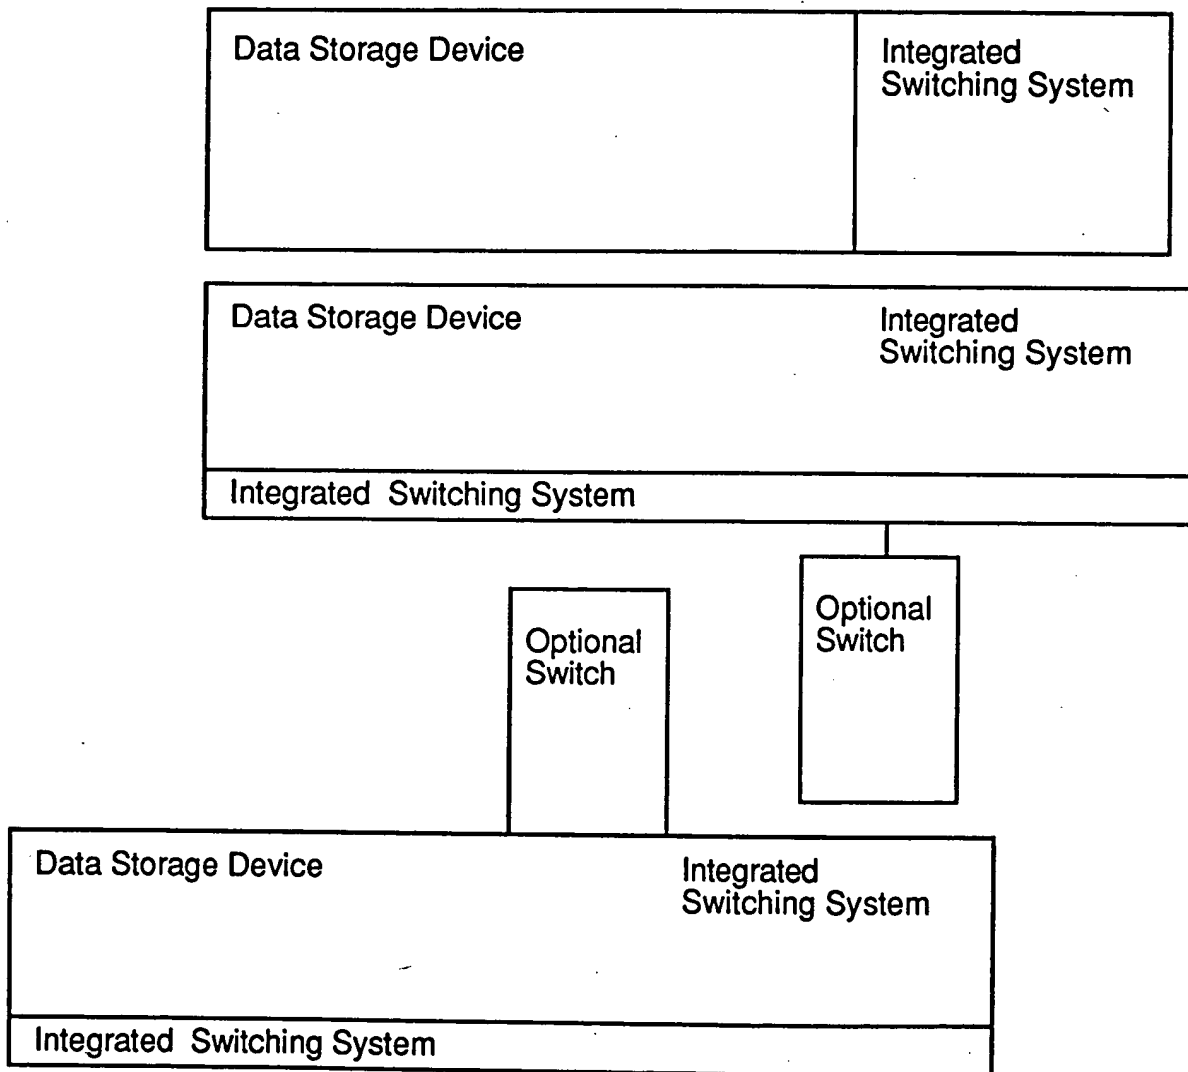 Data Storage Device
Integrated
Switching System
Data Storage Device
Integrated
Switching System
Integrated Switching System
Optional
Switch
Optional
Switch
Data Storage Device
Integrated
Switching System
Integrated Switching System